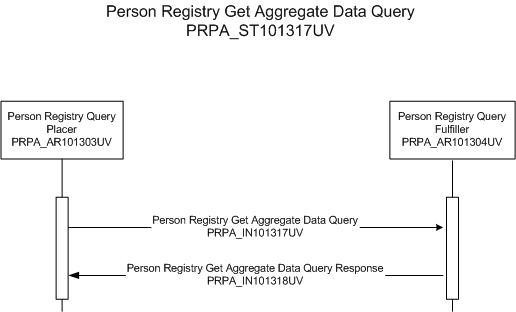 Person Registry Get Aggregate Data Query
PRPA_ST101317UV
Person Registry Query
Placer
PRPA_AR101303UV
Person Registry Query
Fulfiller
PRPA_AR101304UV
Person Registry Get Aggregate Data Query
PRPA_IN101317UV
Person Registry Get Aggregate Data Query Response
PRPA_IN101318UV